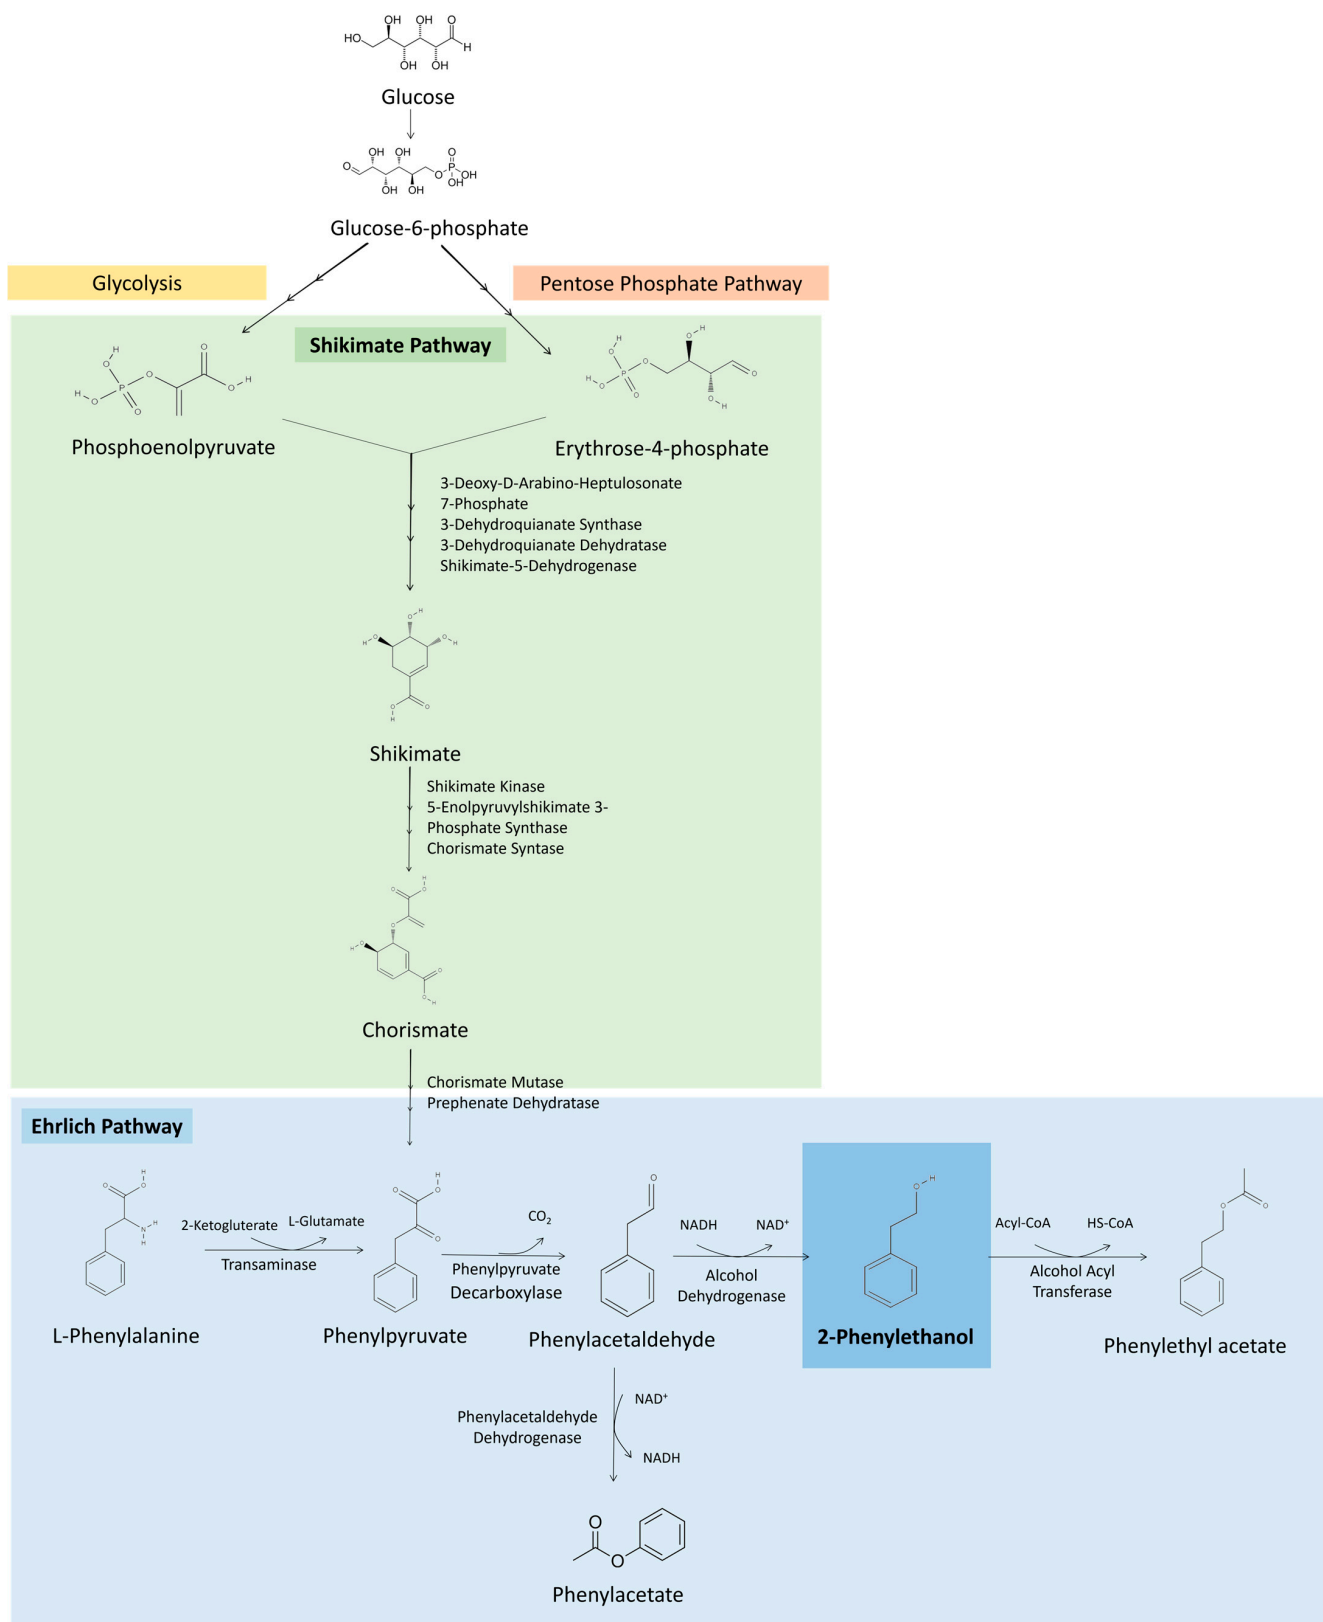 Glucose
Glucose-6-phosphate
Glycolysis
Pentose Phosphate Pathway
Shikimate Pathway
Phosphoenolpyruvate
Erythrose-4-phosphate
3-Deoxy-D-Arabino-Heptulosonate
7-Phosphate
3-Dehydroquianate Synthase
3-Dehydroquianate Dehydratase
Shikimate-5-Dehydrogenase
Shikimate
Shikimate Kinase
5-Enolpyruvylshikimate 3-
Phosphate Synthase
Chorismate Syntase
Chorismate
Chorismate Mutase
Prephenate Dehydratase
Ehrlich Pathway
2-Ketogluterate
L-Glutamate
Transaminase
CO₂
Phenylpyruvate
Decarboxylase
NADH
NAD⁺
Alcohol
Dehydrogenase
Acyl-CoA
HS-CoA
Alcohol Acyl
Transferase
L-Phenylalanine
Phenylpyruvate
Phenylacetaldehyde
2-Phenylethanol
Phenylethyl acetate
Phenylacetaldehyde
Dehydrogenase
NAD⁺
NADH
Phenylacetate